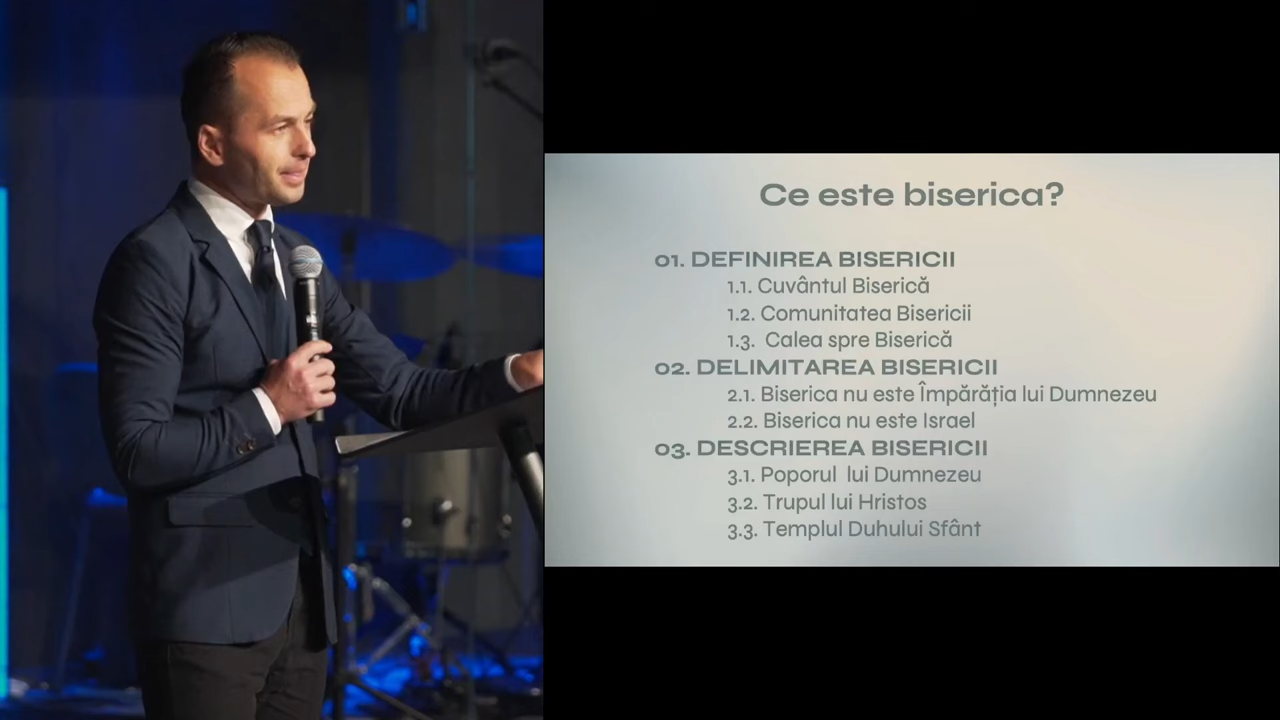 Ce este biserica?
01. DEFINIREA BISERICII
1.1. Cuvântul Biserică
1.2. Comunitatea Bisericii
1.3. Calea spre Biserică
02. DELIMITAREA BISERICII
2.1. Biserica nu este Împărăția lui Dumnezeu
2.2. Biserica nu este Israel
03. DESCRIEREA BISERICII
3.1. Poporul lui Dumnezeu
3.2. Trupul lui Hristos
3.3. Templul Duhului Sfânt